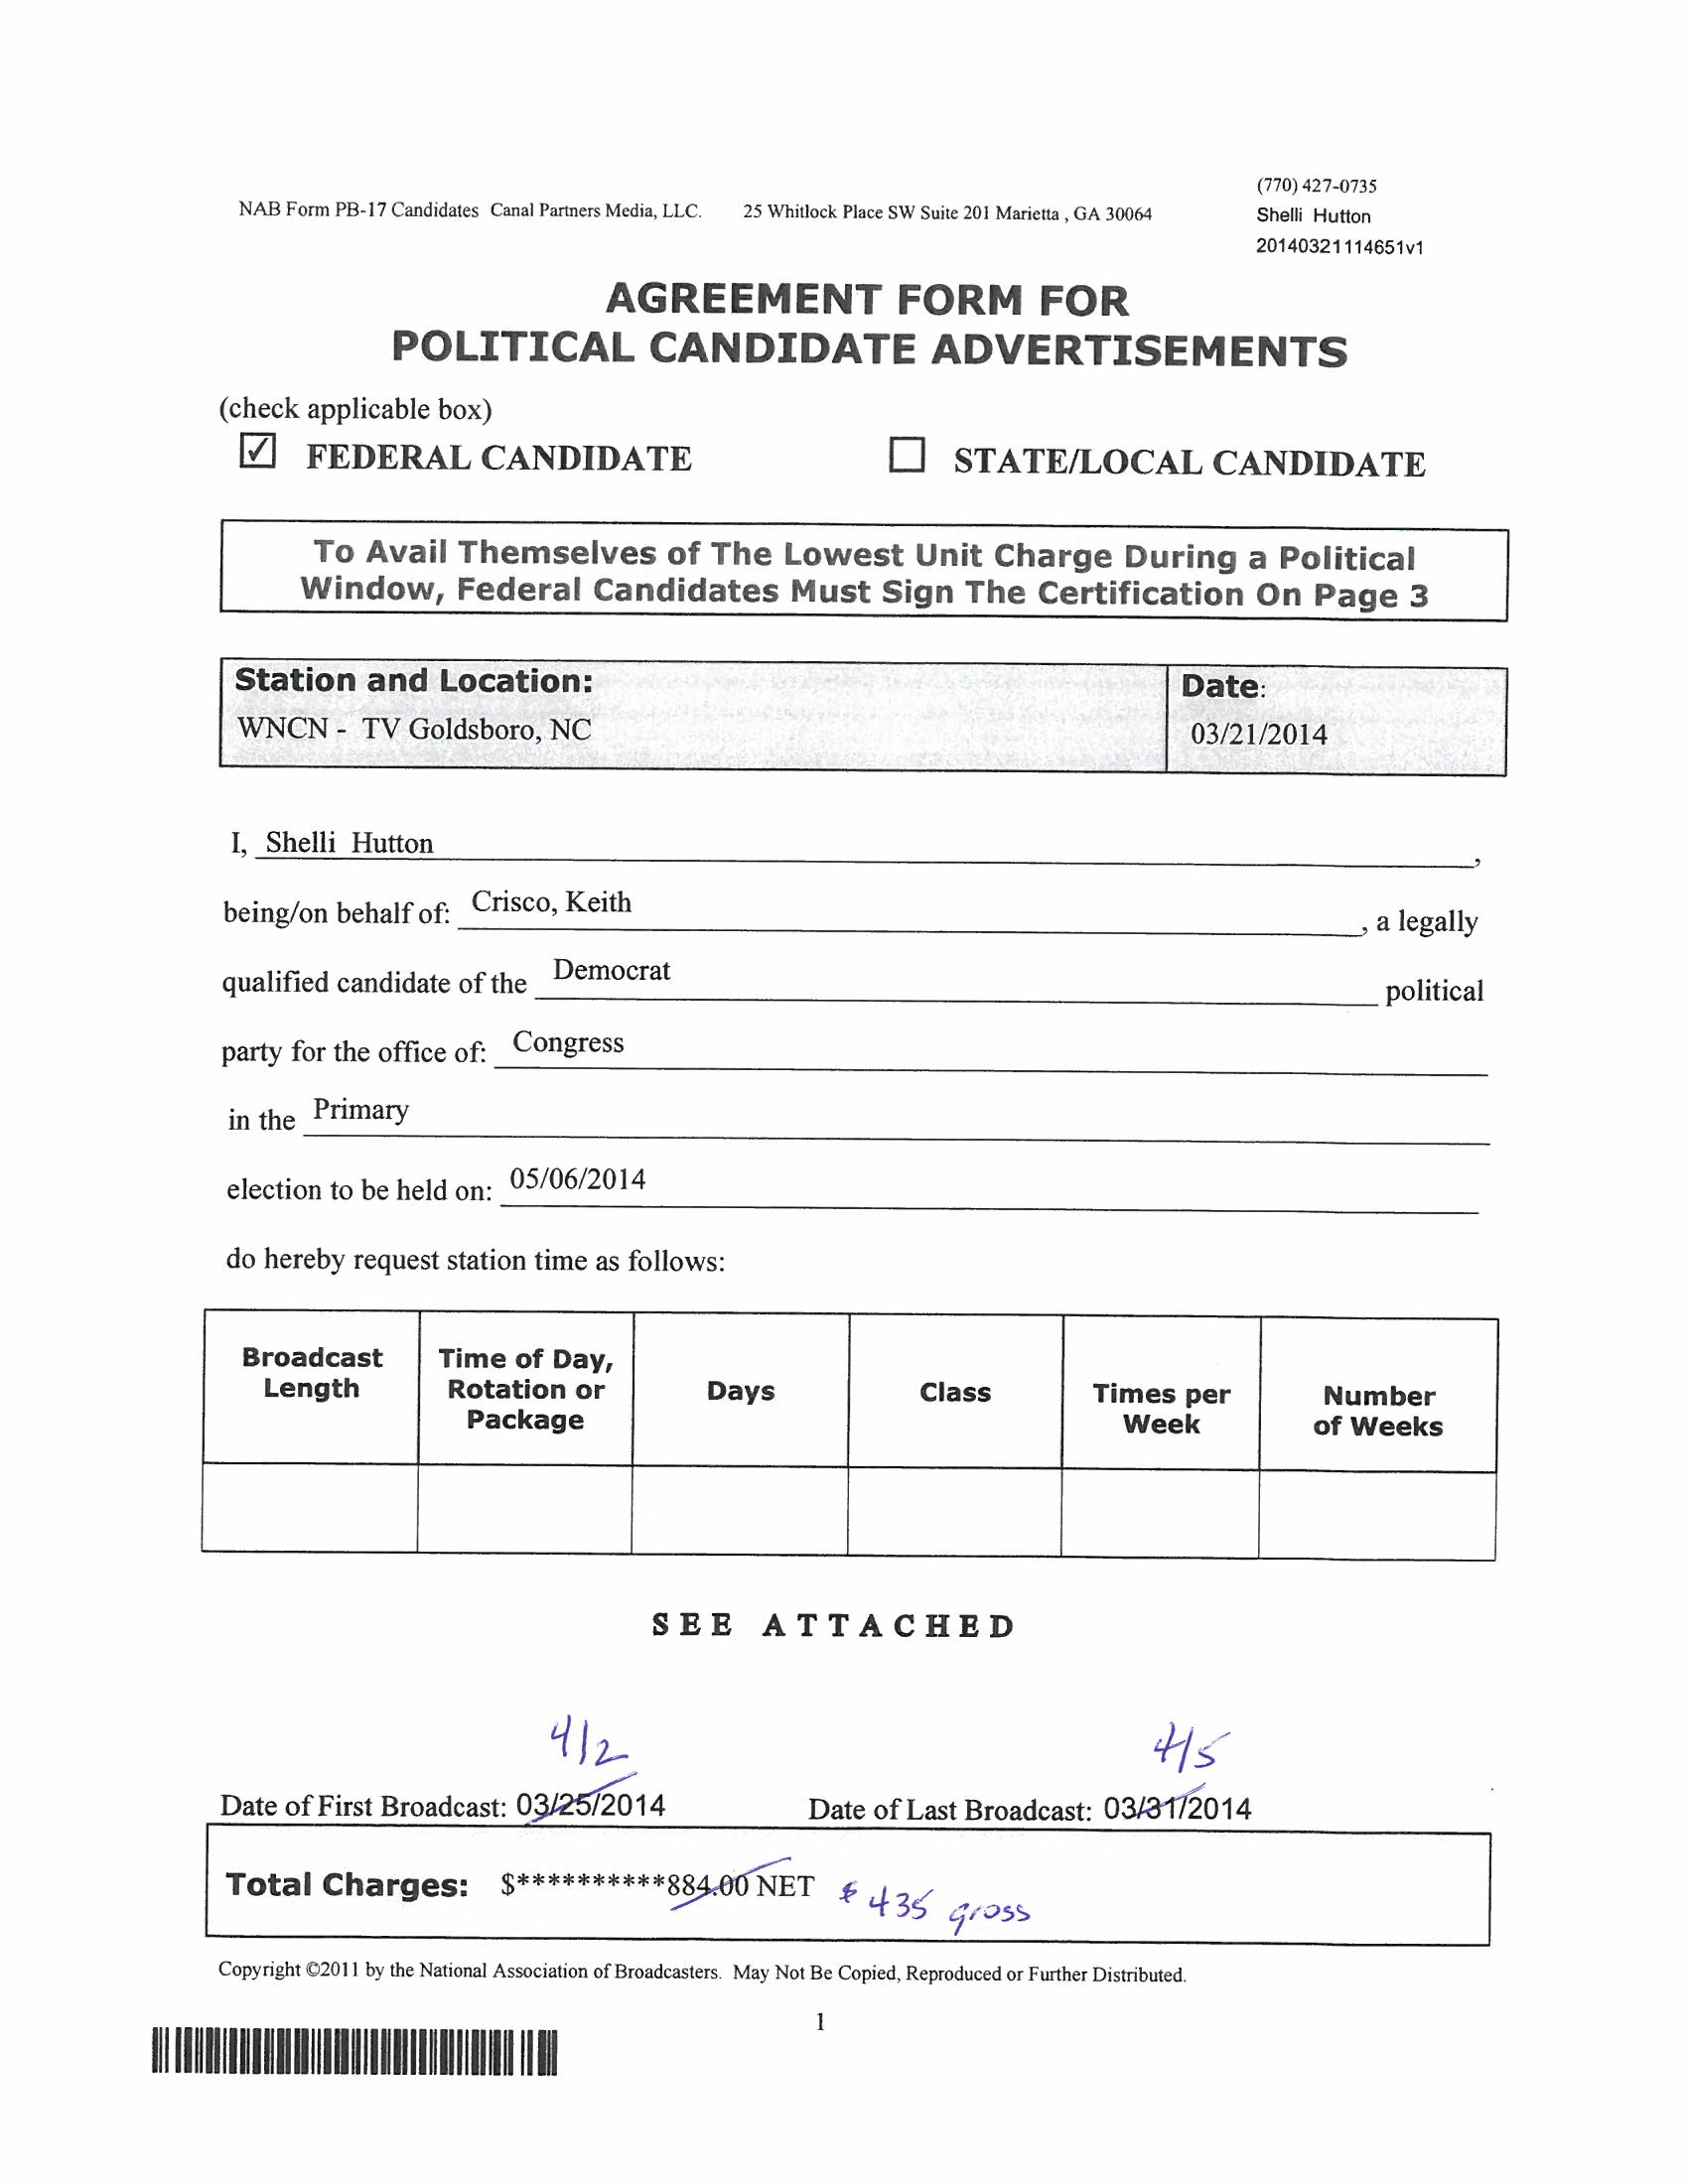 (770) 427-0735
NAB Form PB-17 Candidates Canal Partners Media, LLC. 25 Whitlock Place SW Suite 201 Marietta , GA 30064
Shelli Hutton
20140321114651v1
AGREEMENT FORM FOR
POLITICAL CANDIDATE ADVERTISEMENTS
(check applicable box)
☑ FEDERAL CANDIDATE ☐ STATE/LOCAL CANDIDATE
To Avail Themselves of The Lowest Unit Charge During a Political
Window, Federal Candidates Must Sign The Certification On Page 3
Station and Location: Date:
WNCN - TV Goldsboro, NC 03/21/2014
I, Shelli Hutton ,
being/on behalf of: Crisco, Keith , a legally
qualified candidate of the Democrat political
party for the office of: Congress
in the Primary
election to be held on: 05/06/2014
do hereby request station time as follows:
Broadcast Length Time of Day, Rotation or Package Days Class Times per Week Number of Weeks
SEE ATTACHED
4/2 4/5
Date of First Broadcast: 03/25/2014 Date of Last Broadcast: 03/31/2014
Total Charges: $**********884.00 NET $ 435 gross
Copyright ©2011 by the National Association of Broadcasters. May Not Be Copied, Reproduced or Further Distributed.
1